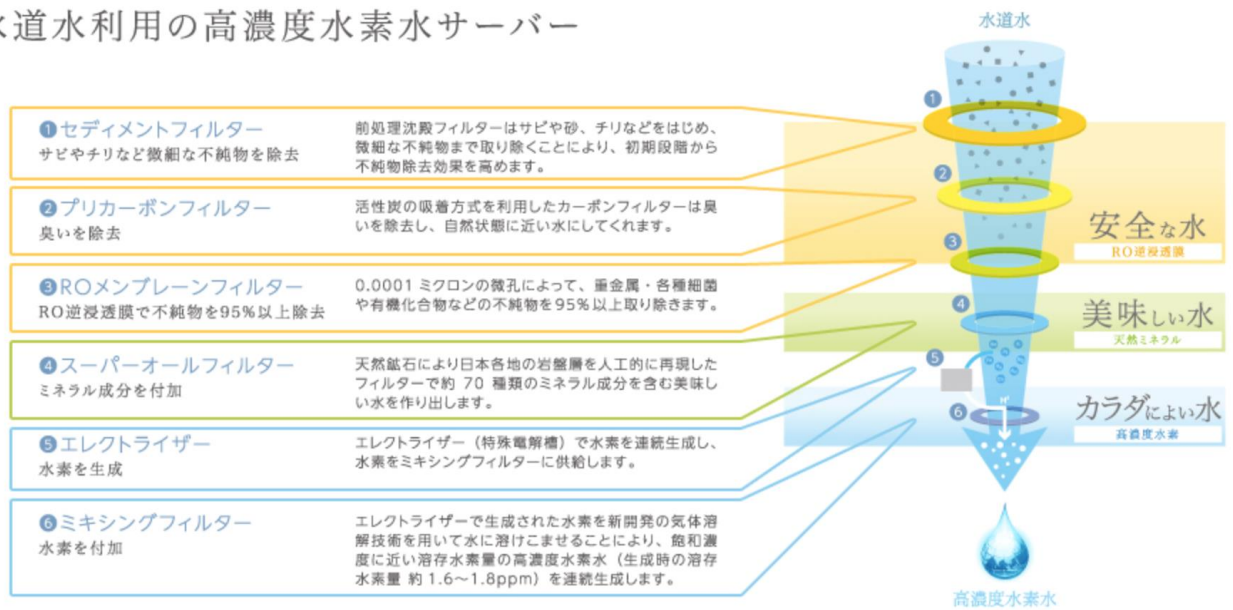 水道水利用の高濃度水素水サーバー
水道水
1 セディメントフィルター
サビやチリなど微細な不純物を除去
前処理沈殿フィルターはサビや砂、チリなどをはじめ、
微細な不純物まで取り除くことにより、初期段階から
不純物除去効果を高めます。
2 プリカーボンフィルター
臭いを除去
活性炭の吸着方式を利用したカーボンフィルターは臭
いを除去し、自然状態に近い水にしてくれます。
3 ROメンブレーンフィルター
RO逆浸透膜で不純物を95%以上除去
0.0001 ミクロンの微孔によって、重金属・各種細菌
や有機化合物などの不純物を95%以上取り除きます。
4 スーパーオールフィルター
ミネラル成分を付加
天然鉱石により日本各地の岩盤層を人工的に再現した
フィルターで約 70 種類のミネラル成分を含む美味し
い水を作り出します。
5 エレクトライザー
水素を生成
エレクトライザー（特殊電解槽）で水素を連続生成し、
水素をミキシングフィルターに供給します。
6 ミキシングフィルター
水素を付加
エレクトライザーで生成された水素を新開発の気体溶
解技術を用いて水に溶けこませることにより、飽和濃
度に近い溶存水素量の高濃度水素水（生成時の溶存
水素量 約 1.6～1.8ppm）を連続生成します。
1
2
3
4
5
6
安全な水
RO逆浸透膜
美味しい水
天然ミネラル
カラダによい水
高濃度水素
高濃度水素水